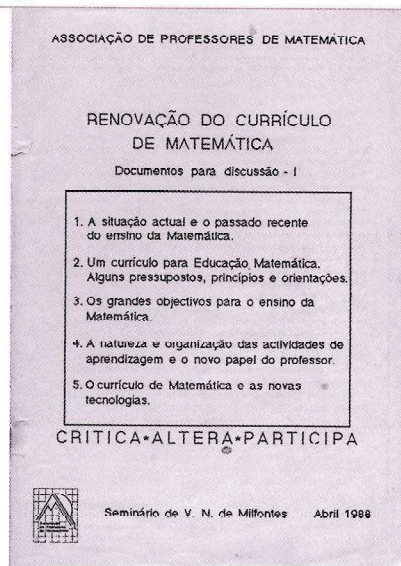 ASSOCIAÇÃO DE PROFESSORES DE MATEMÁTICA
RENOVAÇÃO DO CURRÍCULO
DE MATEMÁTICA
Documentos para discussão - I
1. A situação actual e o passado recente
do ensino da Matemática.
2. Um currículo para Educação Matemática.
Alguns pressupostos, princípios e orientações.
3. Os grandes objectivos para o ensino da
Matemática.
4. A natureza e organização das actividades de
aprendizagem e o novo papel do professor.
5. O currículo de Matemática e as novas
tecnologias.
CRITICA★ALTERA★PARTICIPA
Seminário de V. N. de Milfontes Abril 1988